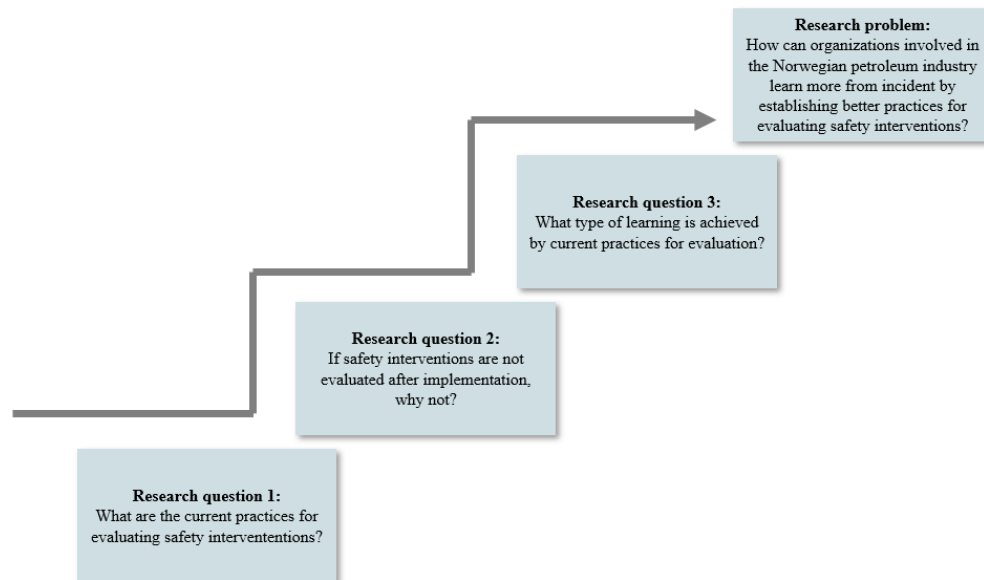 Research problem:
How can organizations involved in
the Norwegian petroleum industry
learn more from incident by
establishing better practices for
evaluating safety interventions?
Research question 3:
What type of learning is achieved
by current practices for evaluation?
Research question 2:
If safety interventions are not
evaluated after implementation,
why not?
Research question 1:
What are the current practices for
evaluating safety intervententions?